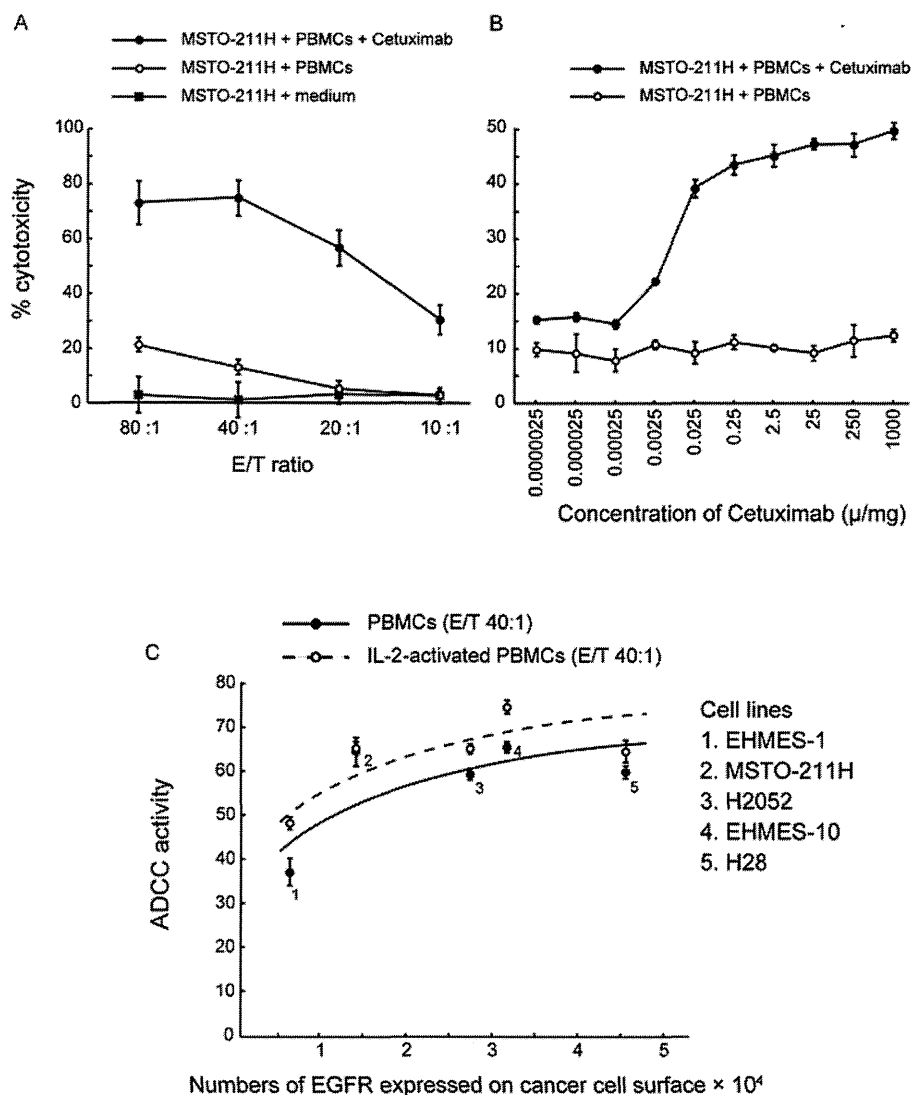 A
MSTO-211H + PBMCs + Cetuximab
MSTO-211H + PBMCs
MSTO-211H + medium
100
80
60
40
20
0
% cytotoxicity
80 :1
40 :1
20 :1
10 :1
E/T ratio
B
MSTO-211H + PBMCs + Cetuximab
MSTO-211H + PBMCs
50
40
30
20
10
0
0.0000025
0.000025
0.00025
0.0025
0.025
0.25
2.5
25
250
1000
Concentration of Cetuximab (μ/mg)
C
PBMCs (E/T 40:1)
IL-2-activated PBMCs (E/T 40:1)
80
70
60
50
40
30
20
10
0
ADCC activity
1
2
3
4
5
1
2
3
4
5
Numbers of EGFR expressed on cancer cell surface × 10⁴
Cell lines
1. EHMES-1
2. MSTO-211H
3. H2052
4. EHMES-10
5. H28